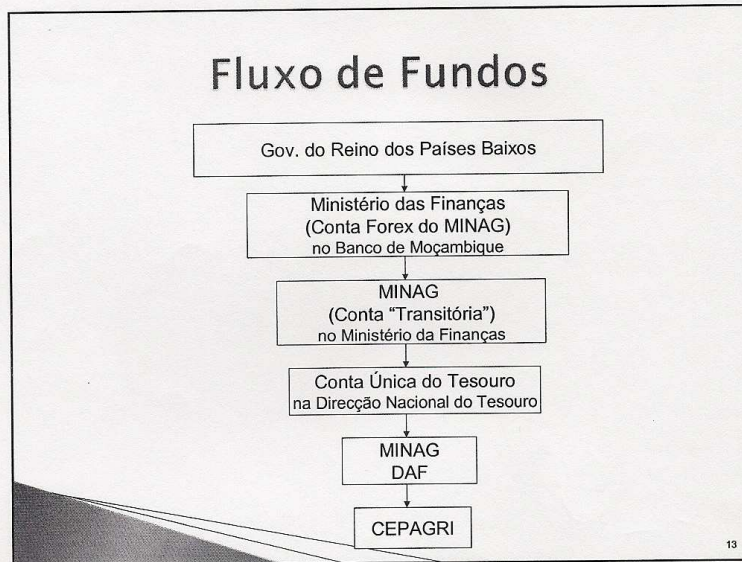 Fluxo de Fundos
Gov. do Reino dos Países Baixos
Ministério das Finanças
(Conta Forex do MINAG)
no Banco de Moçambique
MINAG
(Conta “Transitória”)
no Ministério da Finanças
Conta Única do Tesouro
na Direcção Nacional do Tesouro
MINAG
DAF
CEPAGRI
13